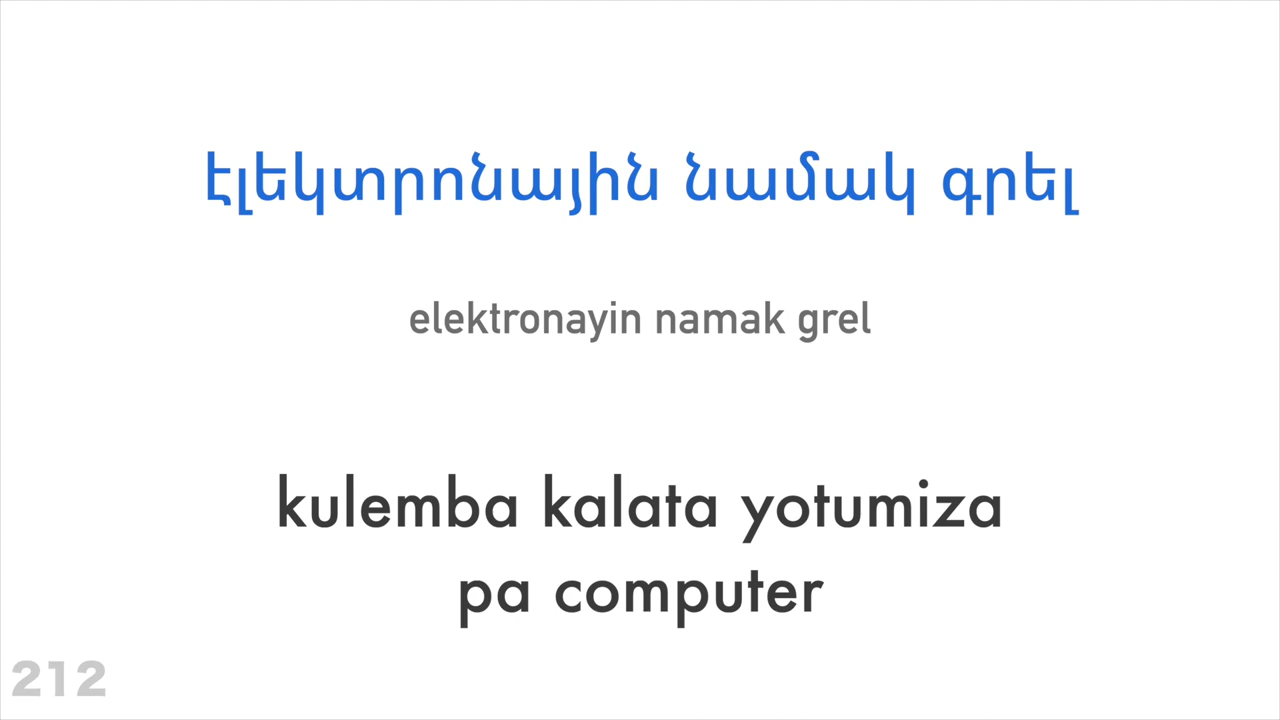 էլեկտրոնային նամակ գրել
elektronayin namak grel
kulemba kalata yotumiza
pa computer
212